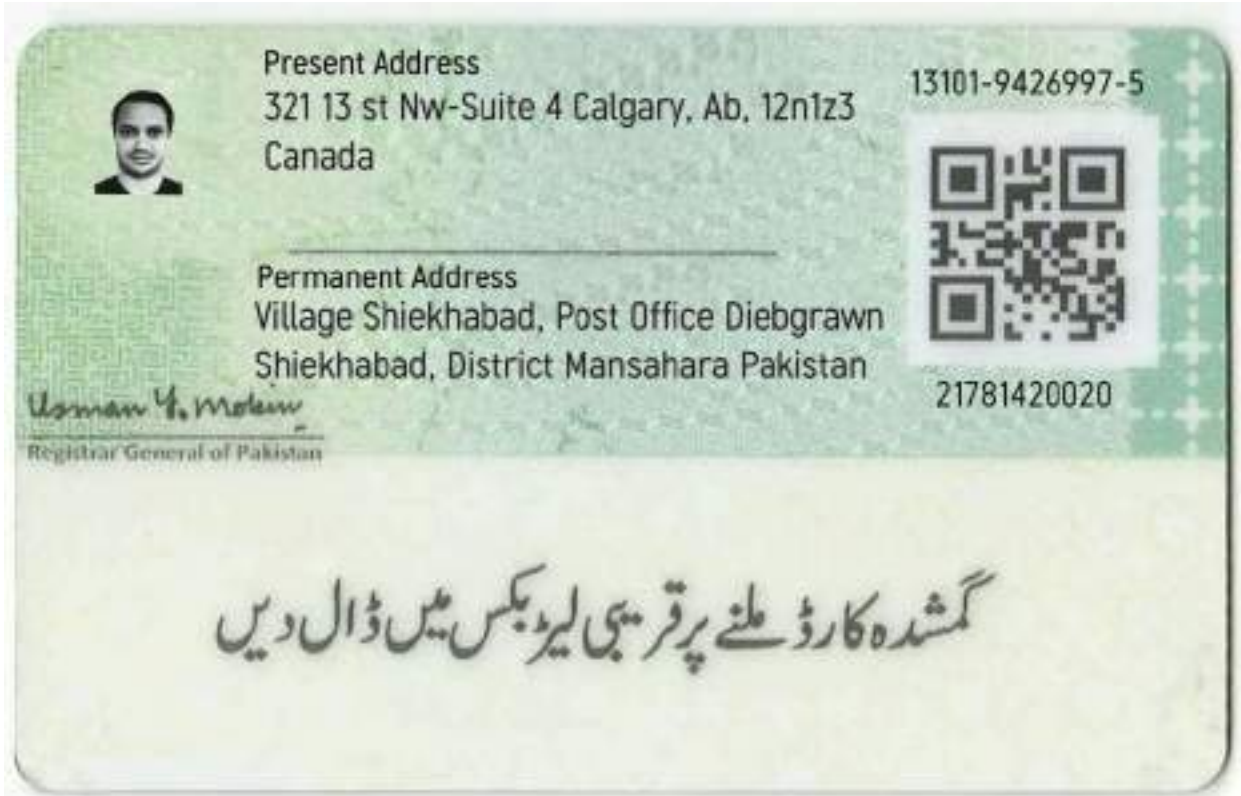 Present Address
321 13 st Nw-Suite 4 Calgary, Ab, 12n1z3
Canada
13101-9426997-5
Permanent Address
Village Shiekhabad, Post Office Diebgrawn
Shiekhabad, District Mansahara Pakistan
21781420020
Usman Y. Mobin
Registrar General of Pakistan
گمشدہ کارڈ ملنے پر قریبی لیٹر بکس میں ڈال دیں